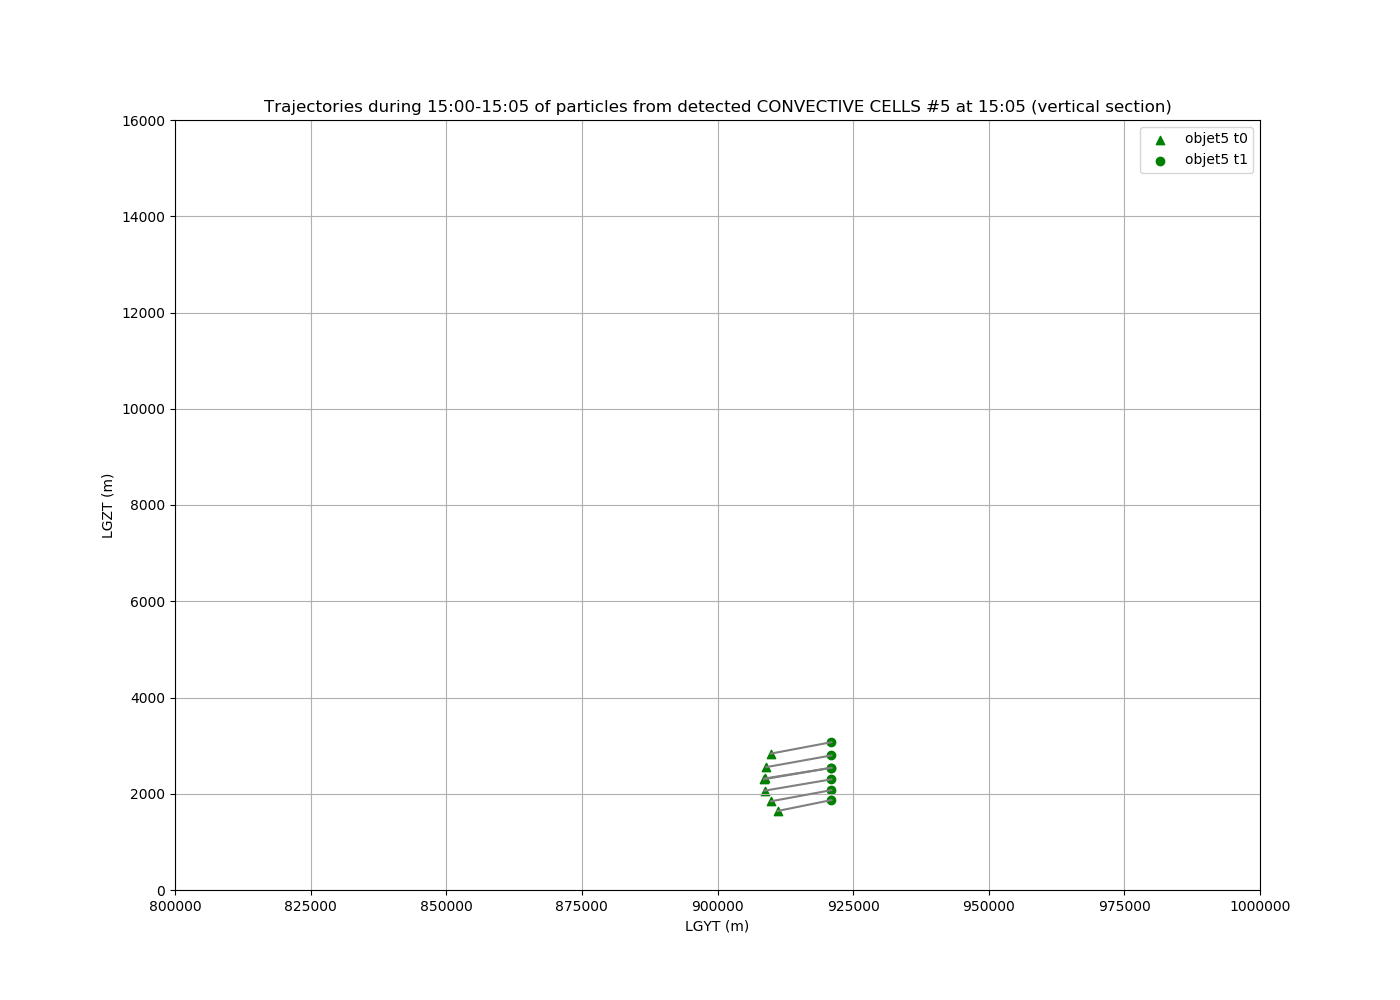 Trajectories during 15:00-15:05 of particles from detected CONVECTIVE CELLS #5 at 15:05 (vertical section)
objet5 t0
objet5 t1
16000
14000
12000
10000
8000
6000
4000
2000
0
LGZT (m)
800000 825000 850000 875000 900000 925000 950000 975000 1000000
LGYT (m)